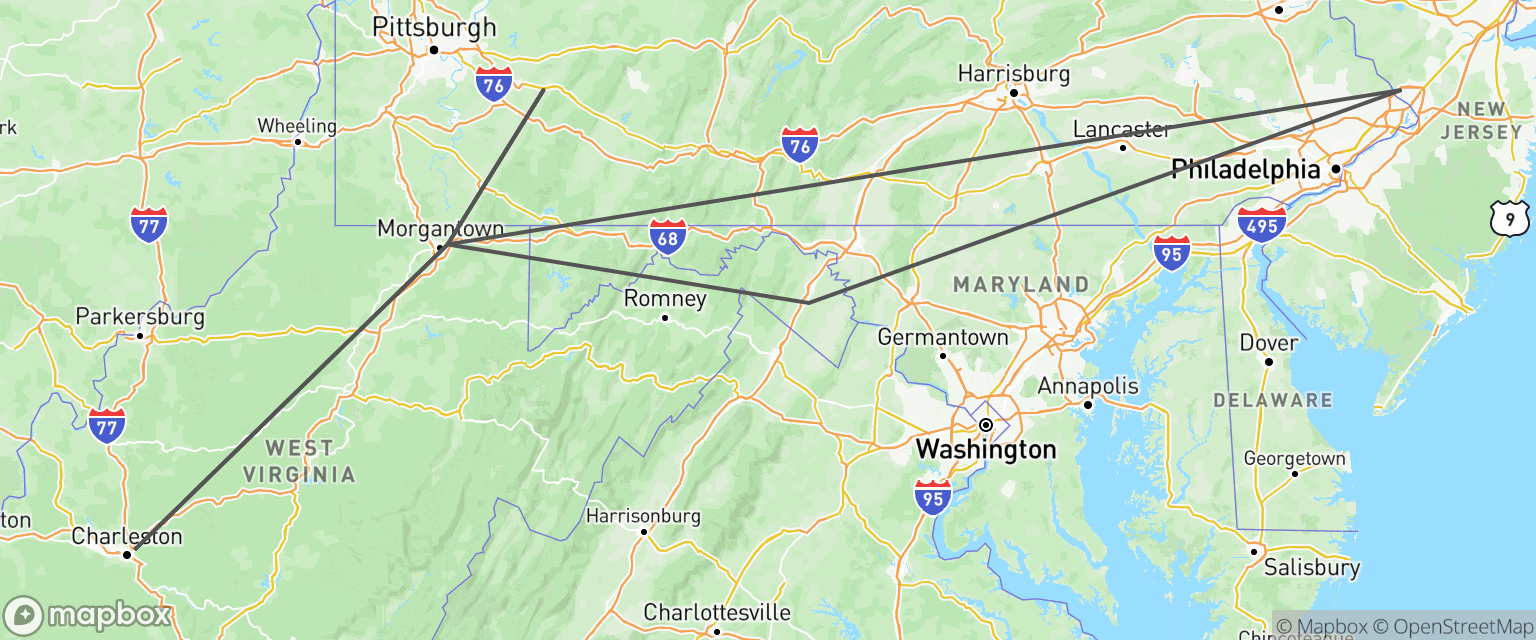 Pittsburgh
76
Harrisburg
NEW
JERSEY
rk
Wheeling
76
Lancaster
Philadelphia
77
Morgantown
68
495
9
95
MARYLAND
Romney
Parkersburg
Germantown
Dover
Annapolis
DELAWARE
77
WEST
VIRGINIA
Washington
Georgetown
95
ton
Harrisonburg
Charleston
Salisbury
Charlottesville
mapbox
© Mapbox © OpenStreetMap